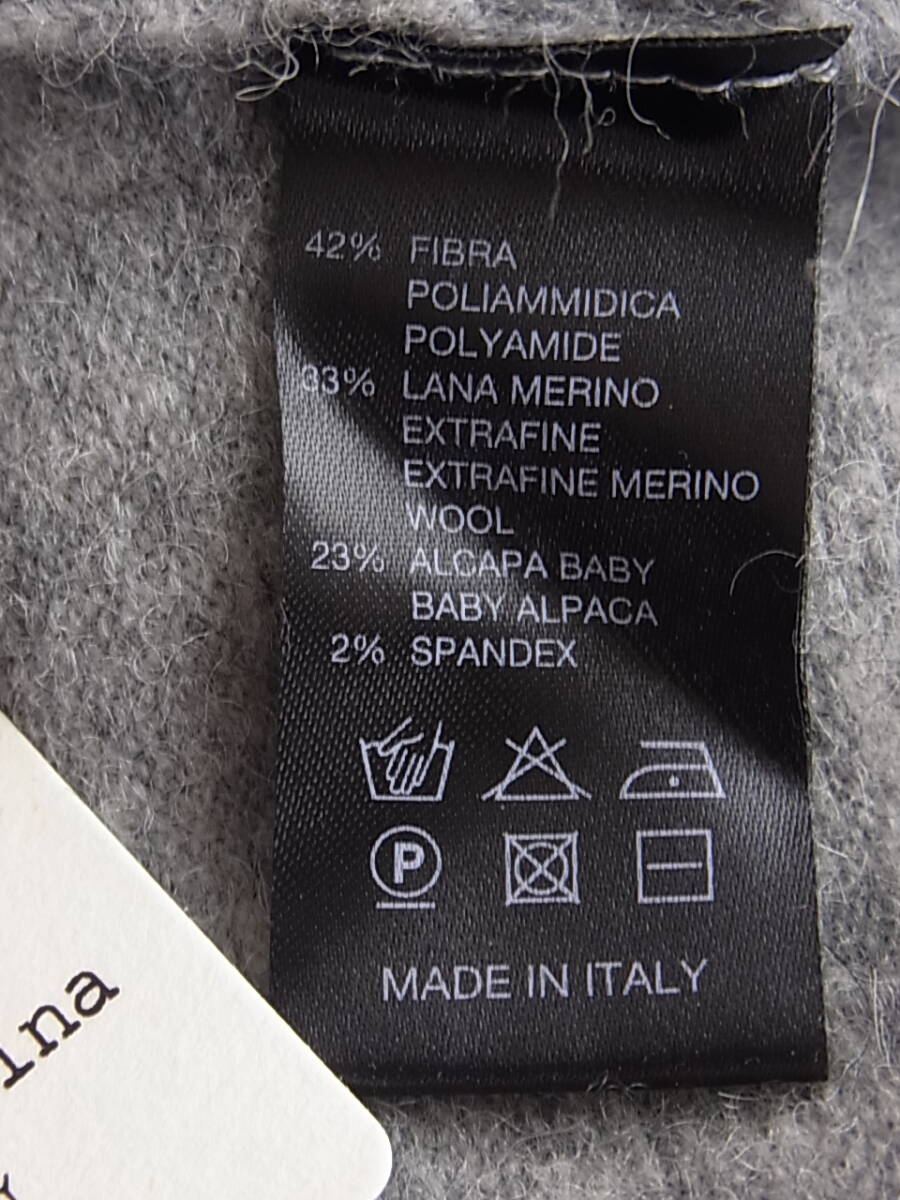 42% FIBRA
POLIAMMIDICA
POLYAMIDE
33% LANA MERINO
EXTRAFINE
EXTRAFINE MERINO
WOOL
23% ALCAPA BABY
BABY ALPACA
2% SPANDEX
P
MADE IN ITALY
ina